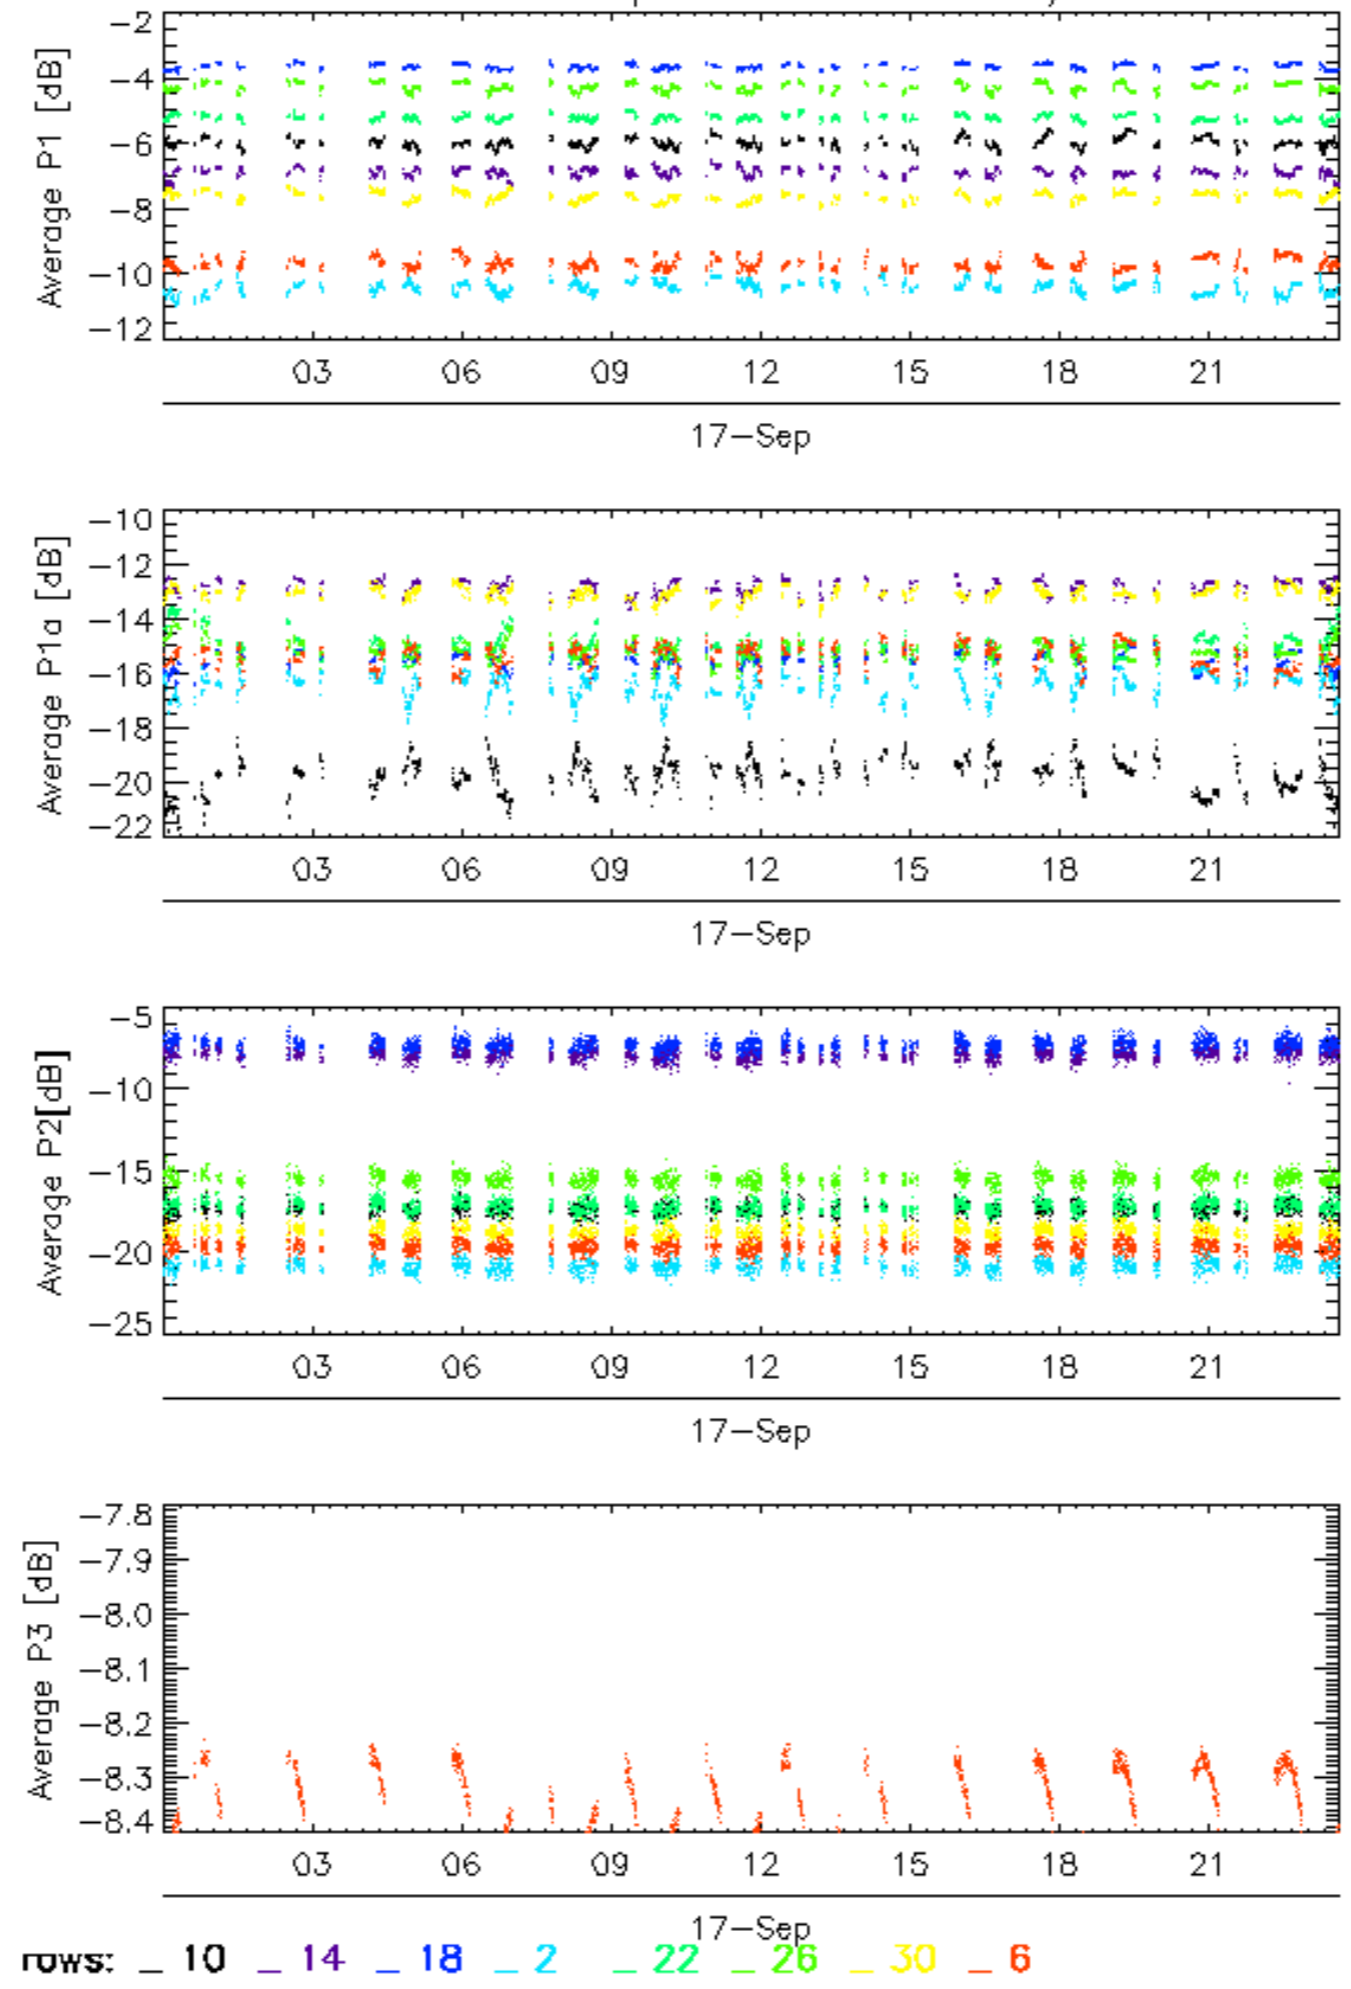 Average P1 [dB]
-2
-4
-6
-8
-10
-12
03 06 09 12 15 18 21
17-Sep
Average P1a [dB]
-10
-12
-14
-16
-18
-20
-22
03 06 09 12 15 18 21
17-Sep
Average P2[dB]
-5
-10
-15
-20
-25
03 06 09 12 15 18 21
17-Sep
Average P3 [dB]
-7.8
-7.9
-8.0
-8.1
-8.2
-8.3
-8.4
03 06 09 12 15 18 21
17-Sep
rows: _ 10 _ 14 _ 18 _ 2 _ 22 _ 26 _ 30 _ 6